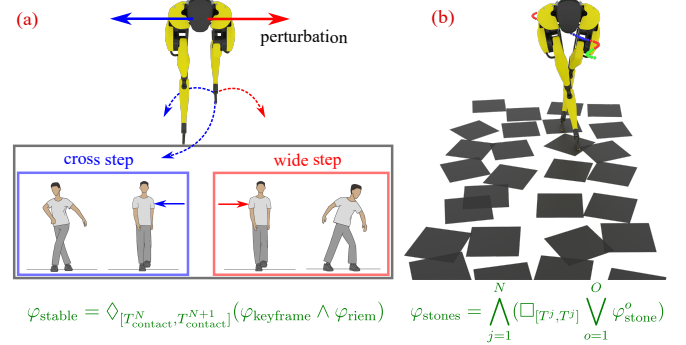 (a)
perturbation
cross step
wide step
φ_stable = ◊_[T^N_contact, T^{N+1}_contact](φ_keyframe ∧ φ_riem)
(b)
φ_stones = ⋀_{j=1}^{N}(□_[T^j, T^j] ⋁_{o=1}^{O} φ^o_stone)